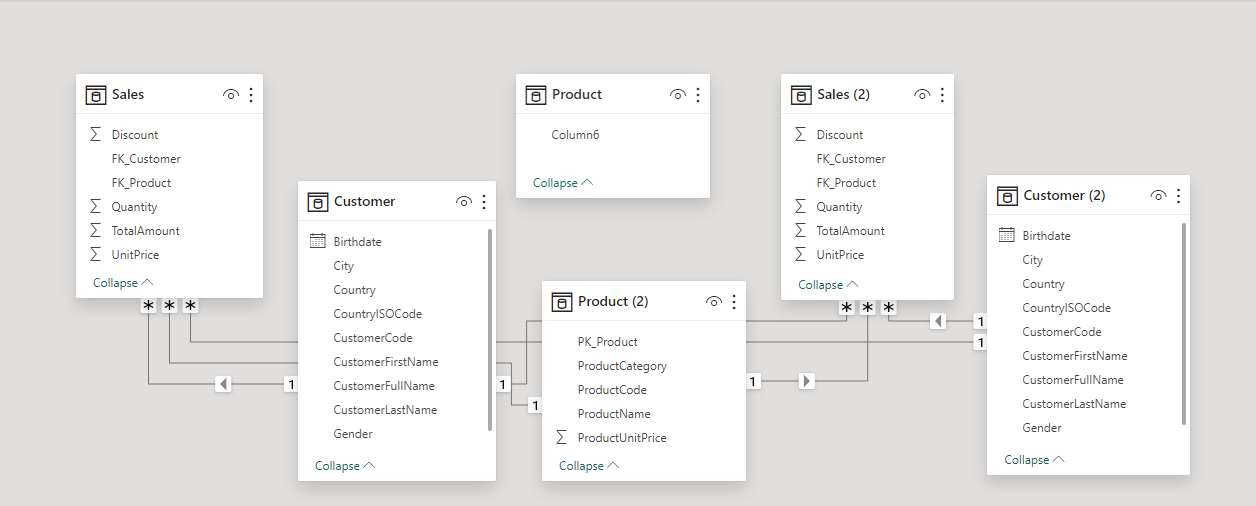 Sales
Discount
FK_Customer
FK_Product
Σ Quantity
Σ TotalAmount
Σ UnitPrice
Collapse
* * *
Customer
Birthdate
City
Country
CountryISOCode
CustomerCode
CustomerFirstName
CustomerFullName
CustomerLastName
Gender
Collapse
1
1
1
Product
Column6
Collapse
Product (2)
PK_Product
ProductCategory
ProductCode
ProductName
Σ ProductUnitPrice
Collapse
1
Sales (2)
Σ Discount
FK_Customer
FK_Product
Σ Quantity
Σ TotalAmount
Σ UnitPrice
Collapse
* * *
1
1
Customer (2)
Birthdate
City
Country
CountryISOCode
CustomerCode
CustomerFirstName
CustomerFullName
CustomerLastName
Gender
Collapse